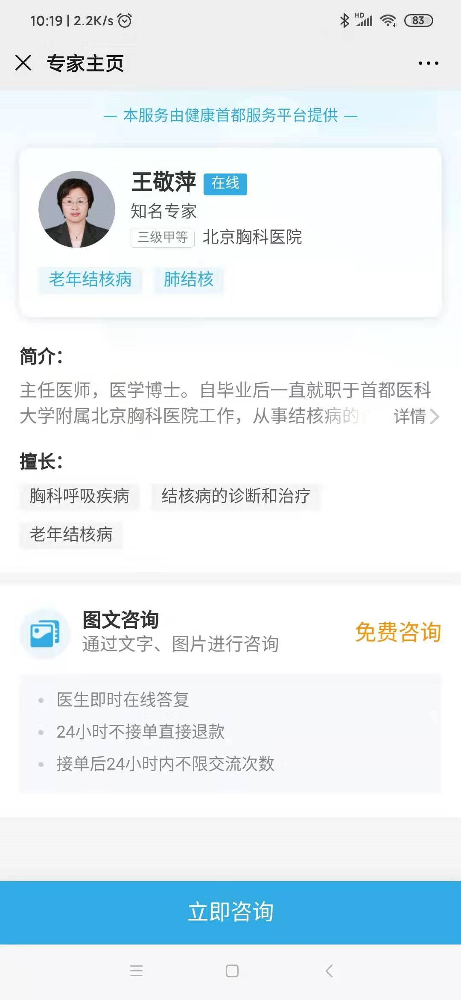 10:19 | 2.2K/s
HD
83
专家主页
本服务由健康首都服务平台提供
王敬萍 在线
知名专家
三级甲等 北京胸科医院
老年结核病 肺结核
简介：
主任医师，医学博士。自毕业后一直就职于首都医科
大学附属北京胸科医院工作，从事结核病的 详情
擅长：
胸科呼吸疾病 结核病的诊断和治疗
老年结核病
图文咨询
通过文字、图片进行咨询
免费咨询
医生即时在线答复
24小时不接单直接退款
接单后24小时内不限交流次数
立即咨询